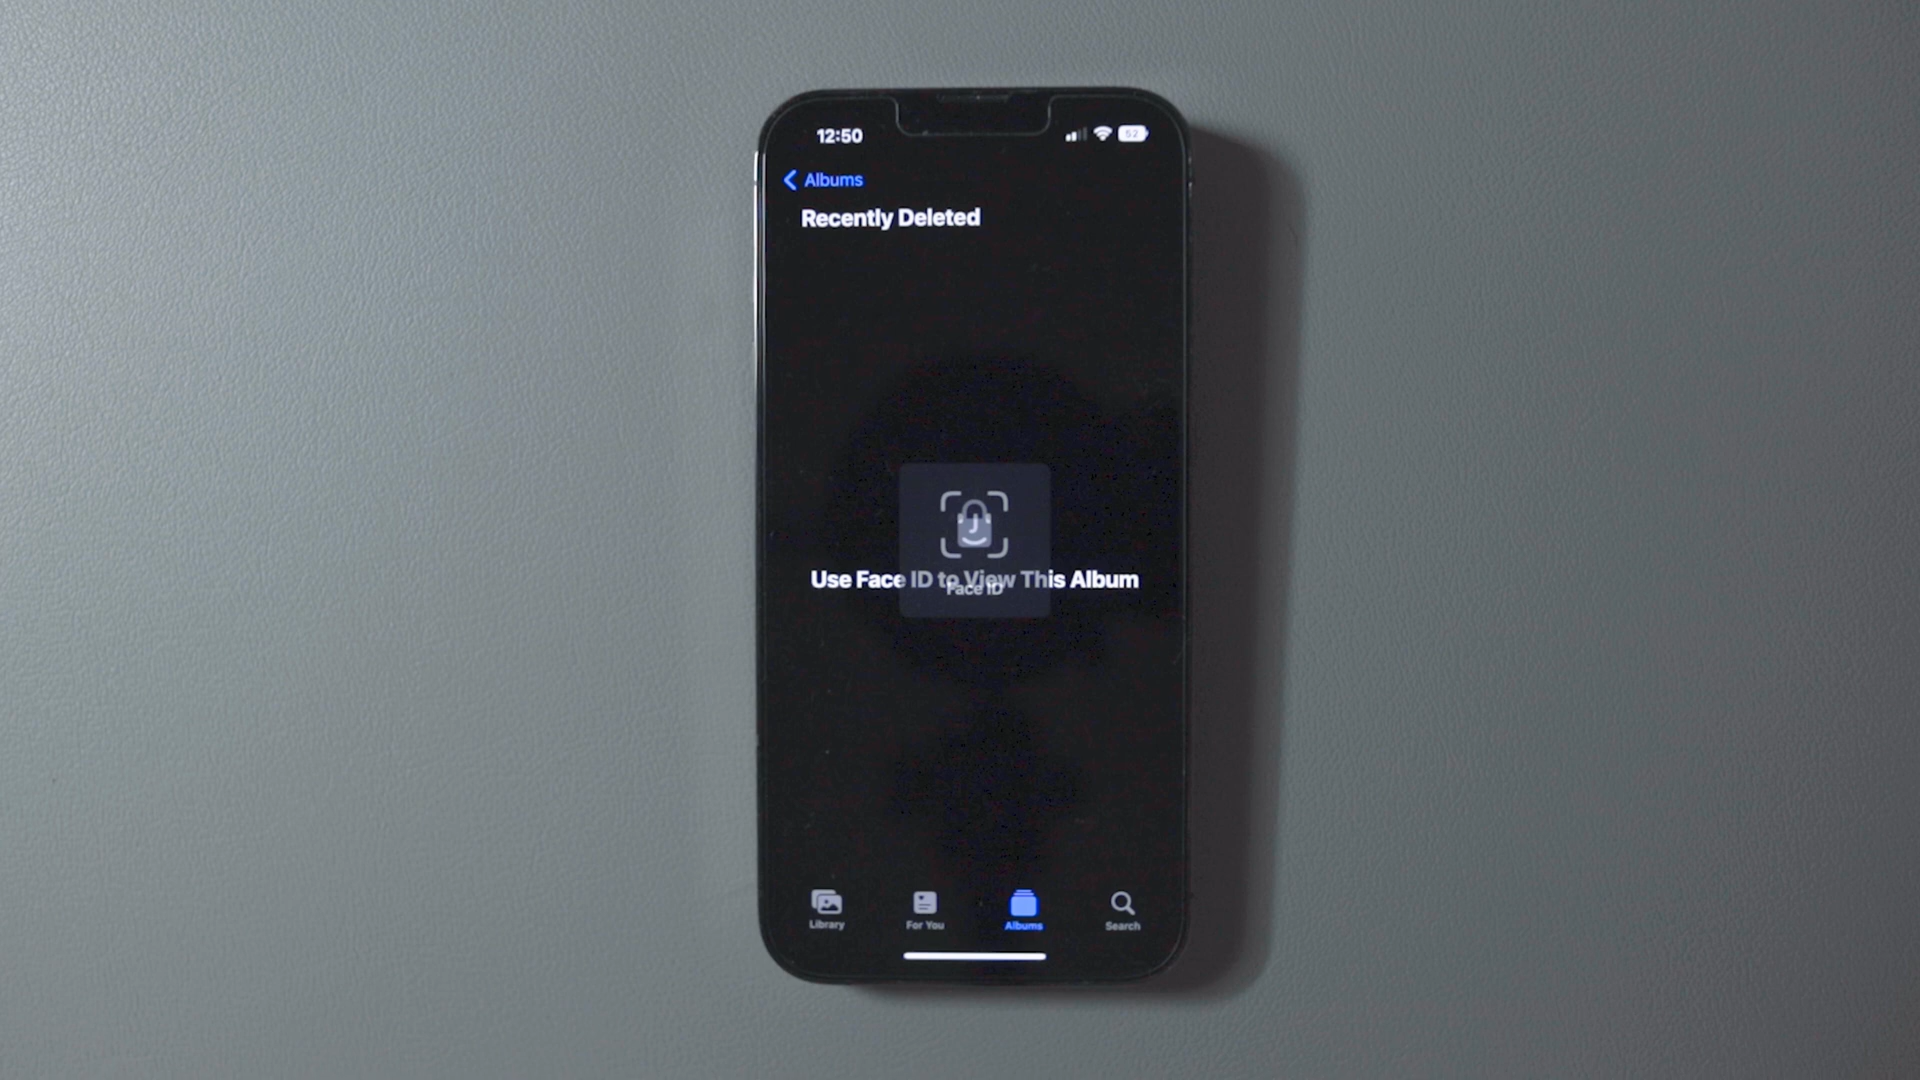 12:50
52
Albums
Recently Deleted
Use Face ID to View This Album
Face ID
Library
For You
Albums
Search